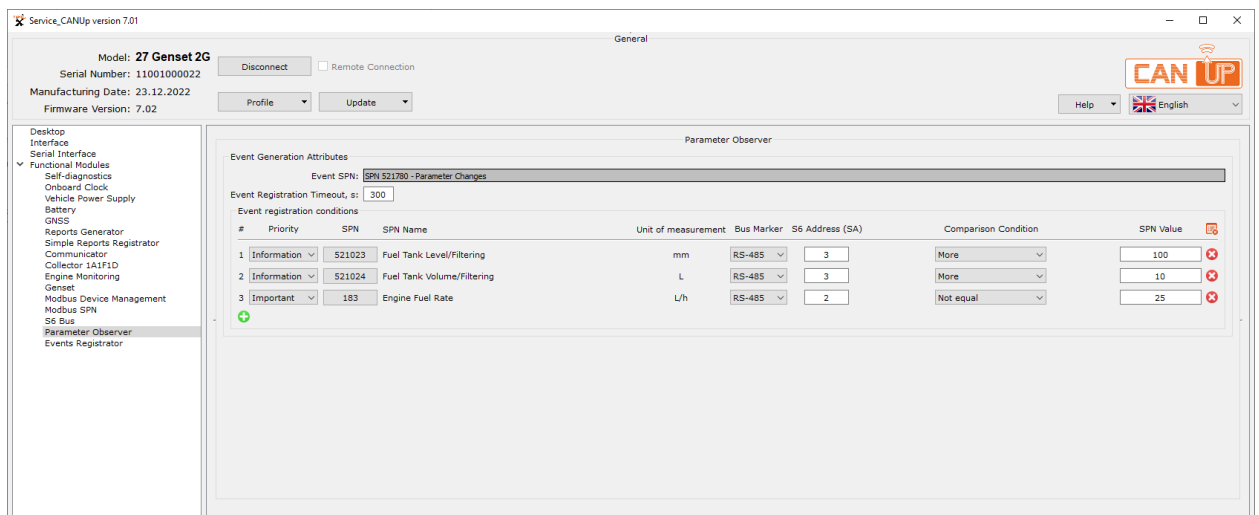 Service_CANUp version 7.01
General
Model: 27 Genset 2G
Serial Number: 11001000022
Manufacturing Date: 23.12.2022
Firmware Version: 7.02
Disconnect
Remote Connection
Profile
Update
CAN UP
Help
English
Desktop
Interface
Serial Interface
Functional Modules
Self-diagnostics
Onboard Clock
Vehicle Power Supply
Battery
GNSS
Reports Generator
Simple Reports Registrator
Communicator
Collector 1A1F1D
Engine Monitoring
Genset
Modbus Device Management
Modbus SPN
S6 Bus
Parameter Observer
Events Registrator
Parameter Observer
Event Generation Attributes
Event SPN: SPN 521780 - Parameter Changes
Event Registration Timeout, s: 300
Event registration conditions
# Priority SPN SPN Name Unit of measurement Bus Marker S6 Address (SA) Comparison Condition SPN Value
1 Information 521023 Fuel Tank Level/Filtering mm RS-485 3 More 100
2 Information 521024 Fuel Tank Volume/Filtering L RS-485 3 More 10
3 Important 183 Engine Fuel Rate L/h RS-485 2 Not equal 25